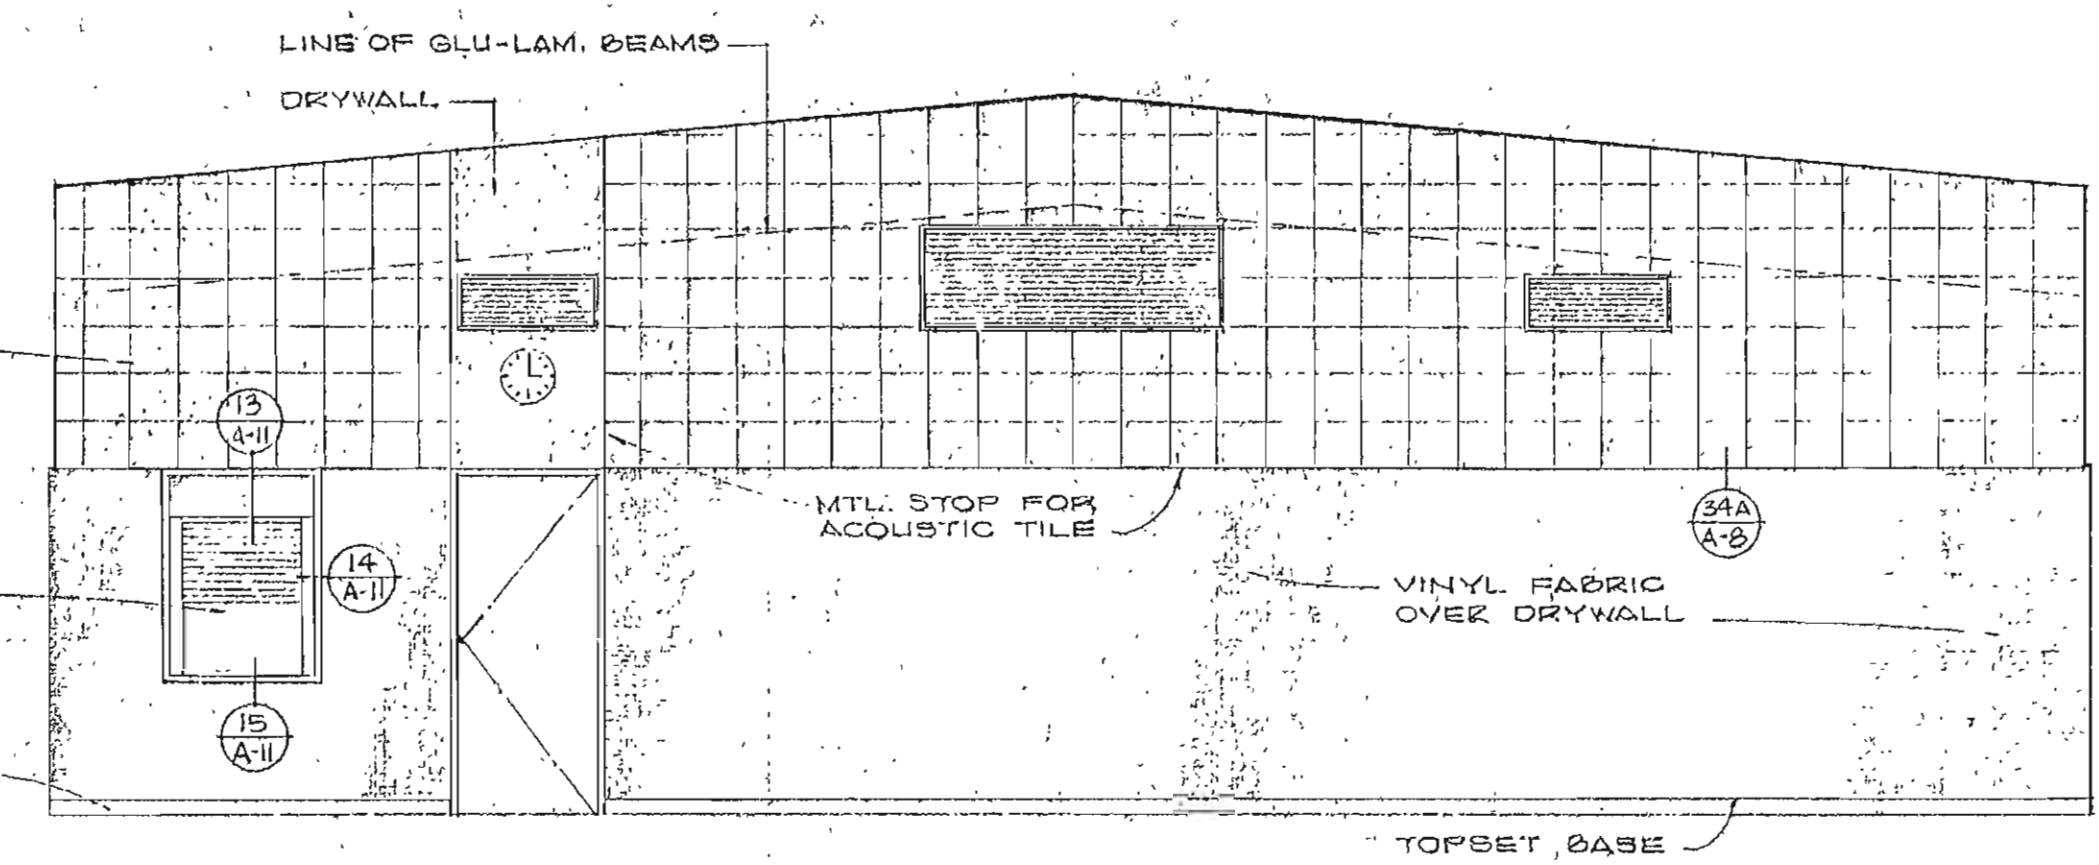 LINE OF GLU-LAM. BEAMS
DRYWALL
13
A-11
MTL. STOP FOR
ACOUSTIC TILE
34A
A-8
14
A-11
VINYL FABRIC
OVER DRYWALL
15
A-11
TOPSET BASE